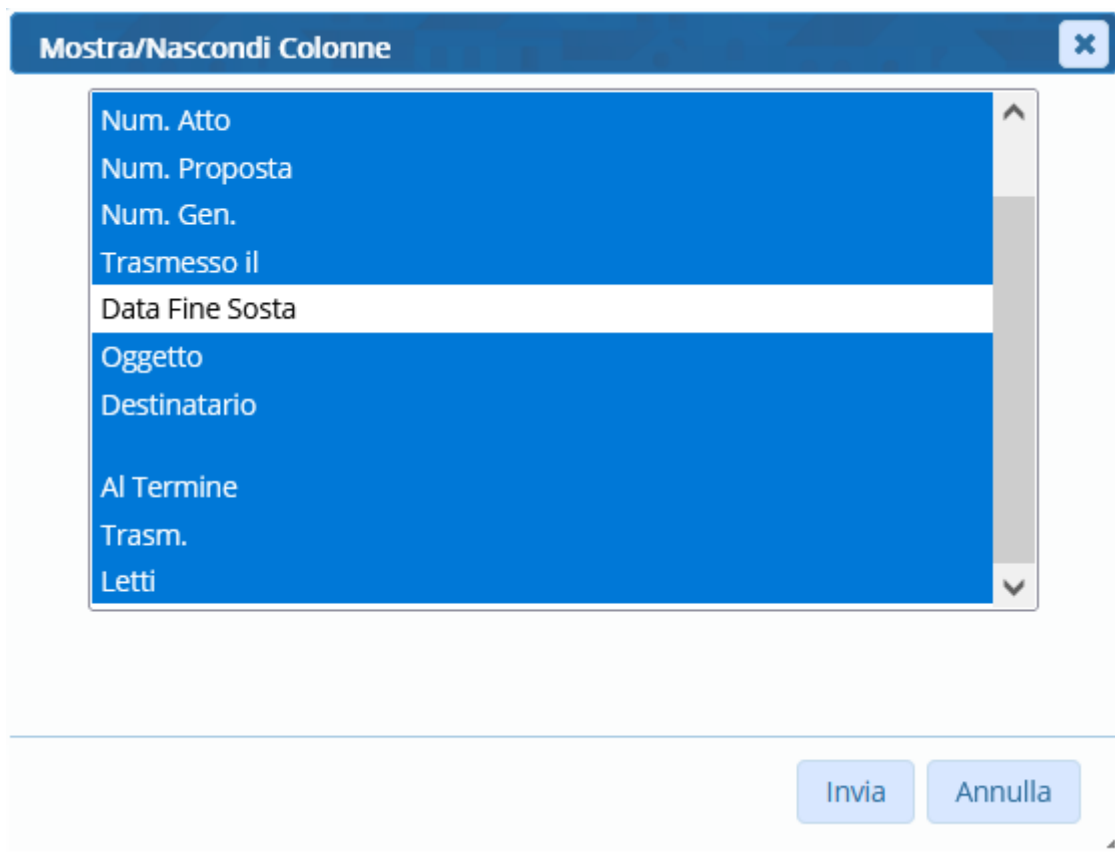 Mostra/Nascondi Colonne
Num. Atto
Num. Proposta
Num. Gen.
Trasmesso il
Data Fine Sosta
Oggetto
Destinatario
Al Termine
Trasm.
Letti
Invia Annulla